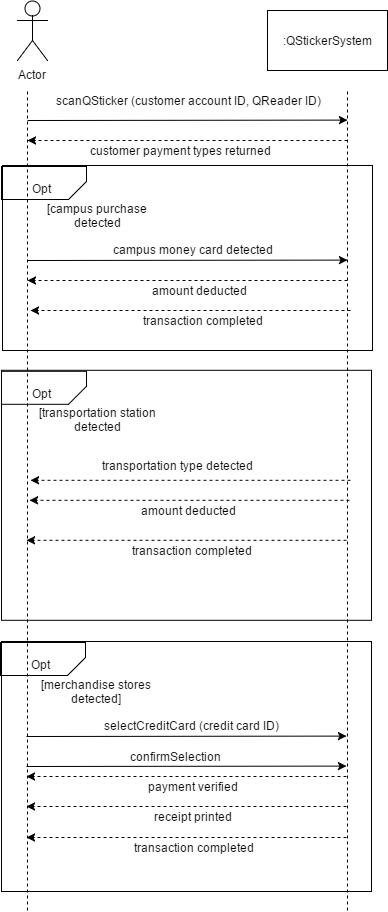 :QStickerSystem
Actor
scanQSticker (customer account ID, QReader ID)
customer payment types returned
Opt
[campus purchase
detected
campus money card detected
amount deducted
transaction completed
Opt
[transportation station
detected
transportation type detected
amount deducted
transaction completed
Opt
[merchandise stores
detected]
selectCreditCard (credit card ID)
confirmSelection
payment verified
receipt printed
transaction completed